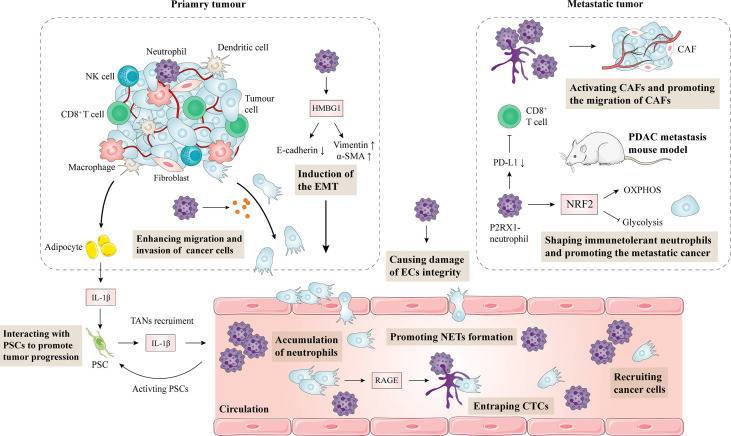 Priamry tumour
Neutrophil
Dendritic cell
NK cell
CD8⁺T cell
Tumour
cell
Macrophage
Fibroblast
HMBG1
E-cadherin ↓
Vimentin ↑
α-SMA ↑
Induction of
the EMT
Enhancing migration and
invasion of cancer cells
Adipocyte
IL-1β
Interacting with
PSCs to promote
tumor progression
PSC
TANs recruiment
IL-1β
Activting PSCs
Causing damage
of ECs integrity
Metastatic tumor
CAF
Activating CAFs and promoting
the migration of CAFs
CD8⁺
T cell
PD-L1 ↓
PDAC metastasis
mouse model
P2RX1-
neutrophil
NRF2
OXPHOS
Glycolysis
Shaping immunetolerant neutrophils
and promoting the metastatic cancer
Accumulation
of neutrophils
Promoting NETs formation
RAGE
Entraping CTCs
Recruiting
cancer cells
Circulation